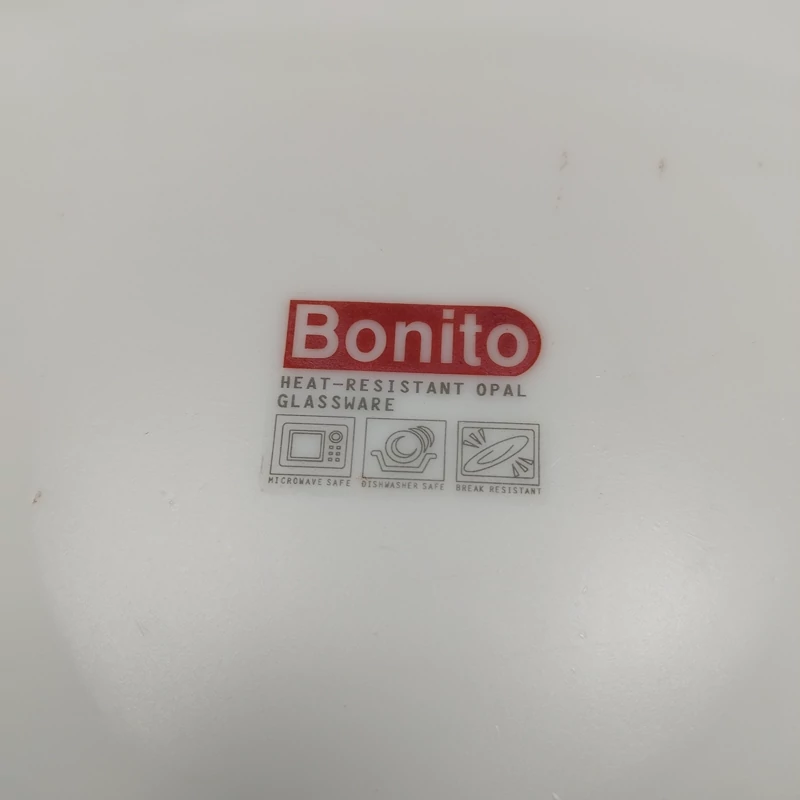 Bonito
HEAT-RESISTANT OPAL
GLASSWARE
MICROWAVE SAFE DISHWASHER SAFE BREAK RESISTANT